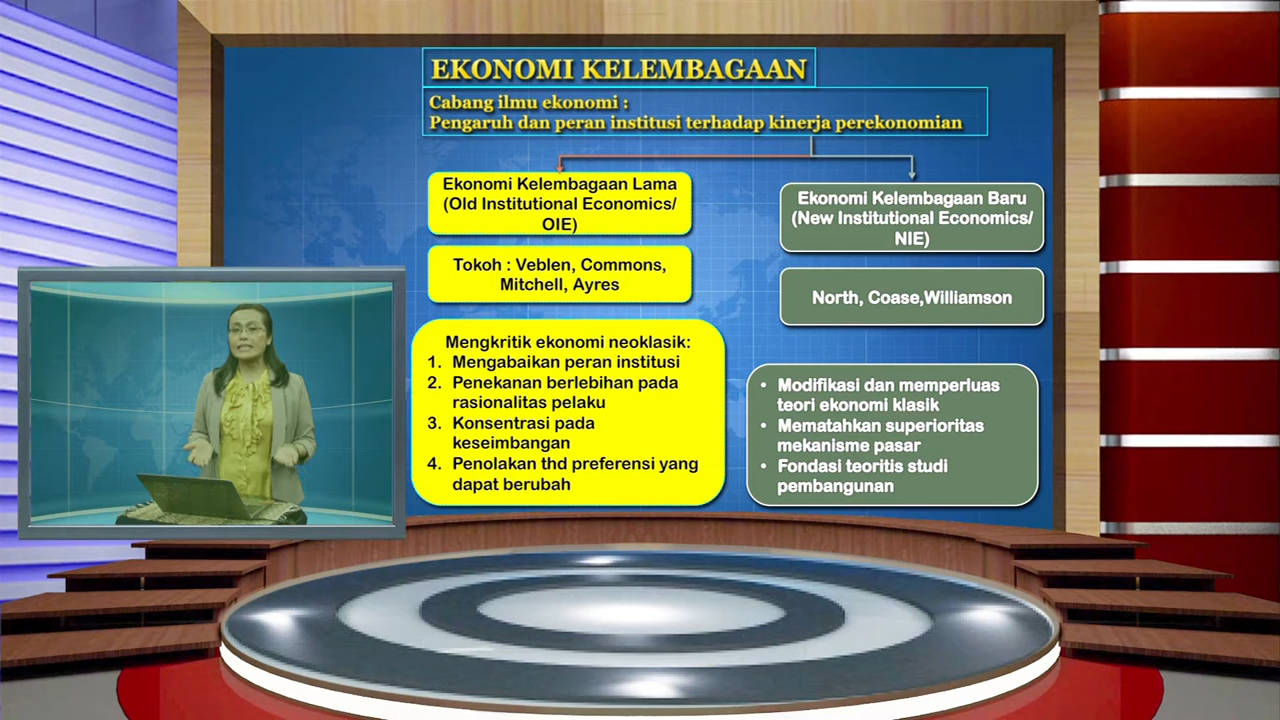 EKONOMI KELEMBAGAAN
Cabang ilmu ekonomi :
Pengaruh dan peran institusi terhadap kinerja perekonomian
Ekonomi Kelembagaan Lama
(Old Institutional Economics/
OIE)
Tokoh : Veblen, Commons,
Mitchell, Ayres
Mengkritik ekonomi neoklasik:
1. Mengabaikan peran institusi
2. Penekanan berlebihan pada
rasionalitas pelaku
3. Konsentrasi pada
keseimbangan
4. Penolakan thd preferensi yang
dapat berubah
Ekonomi Kelembagaan Baru
(New Institutional Economics/
NIE)
North, Coase,Williamson
• Modifikasi dan memperluas
teori ekonomi klasik
• Mematahkan superioritas
mekanisme pasar
• Fondasi teoritis studi
pembangunan